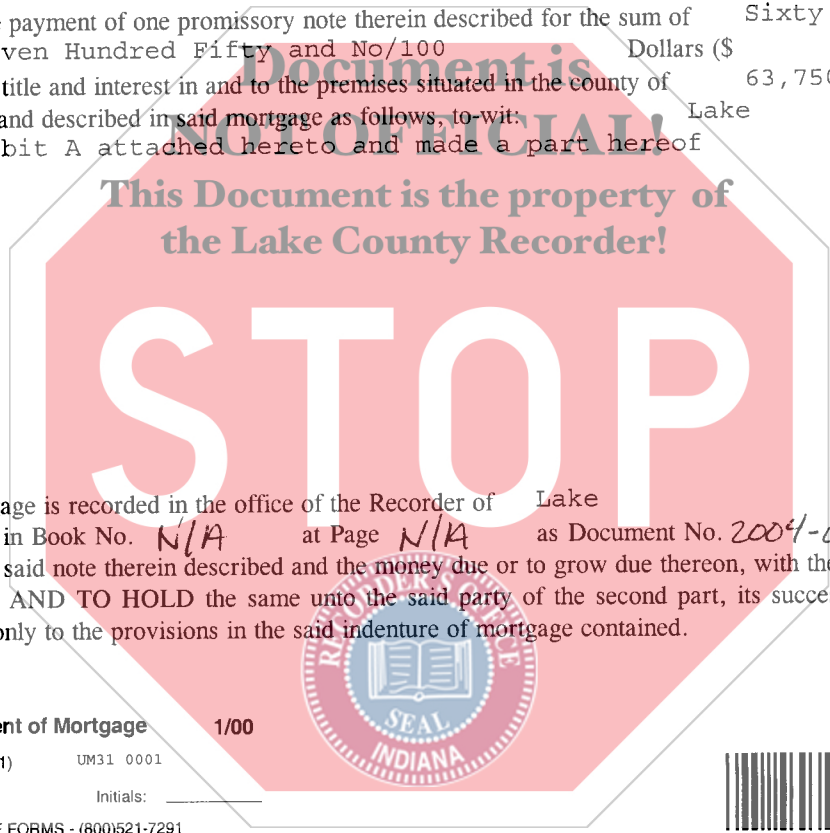 payment of one promissory note therein described for the sum of Sixty
ven Hundred Fifty and No/100 Dollars ($
title and interest in and to the premises situated in the county of 63,750
and described in said mortgage as follows, to-wit: Lake
bit A attached hereto and made a part hereof
Document is
NOT OFFICIAL!
This Document is the property of
the Lake County Recorder!
STOP
age is recorded in the office of the Recorder of Lake
in Book No. N/A at Page N/A as Document No. 2004-0
said note therein described and the money due or to grow due thereon, with the
AND TO HOLD the same unto the said party of the second part, its succe
only to the provisions in the said indenture of mortgage contained.
RECORDER'S OFFICE
SEAL
INDIANA
nt of Mortgage 1/00
1) UM31 0001
Initials:
FORMS - (800)521-7291